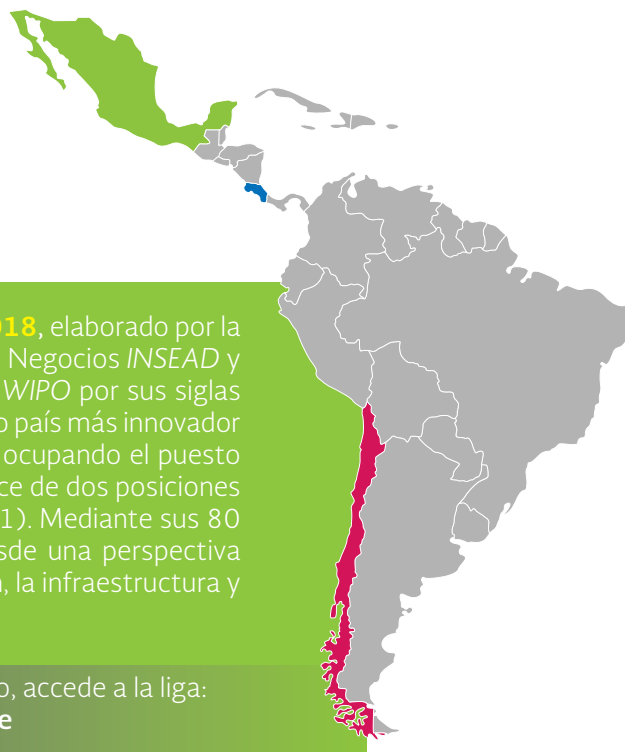 18, elaborado por la
Negocios INSEAD y
WIPO por sus siglas
o país más innovador
ocupando el puesto
ce de dos posiciones
1). Mediante sus 80
sde una perspectiva
, la infraestructura y
o, accede a la liga:
e